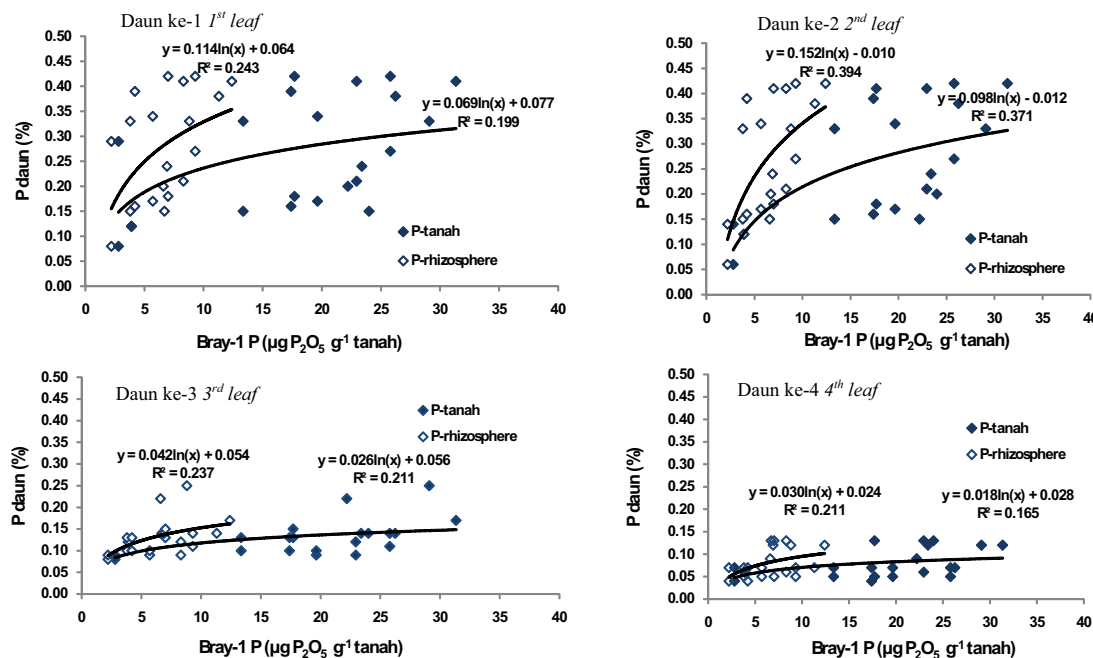 Daun ke-1 1st leaf
P daun (%)
0.50
0.45
0.40
0.35
0.30
0.25
0.20
0.15
0.10
0.05
0.00
y = 0.114ln(x) + 0.064
R² = 0.243
y = 0.069ln(x) + 0.077
R² = 0.199
P-tanah
P-rhizosphere
0 5 10 15 20 25 30 35 40
Bray-1 P (µg P₂O₅ g⁻¹ tanah)
Daun ke-2 2nd leaf
P daun (%)
0.50
0.45
0.40
0.35
0.30
0.25
0.20
0.15
0.10
0.05
0.00
y = 0.152ln(x) - 0.010
R² = 0.394
y = 0.098ln(x) - 0.012
R² = 0.371
P-tanah
P-rhizosphere
0 5 10 15 20 25 30 35 40
Bray-1 P (µg P₂O₅ g⁻¹ tanah)
Daun ke-3 3rd leaf
P daun (%)
0.50
0.45
0.40
0.35
0.30
0.25
0.20
0.15
0.10
0.05
0.00
P-tanah
P-rhizosphere
y = 0.042ln(x) + 0.054
R² = 0.237
y = 0.026ln(x) + 0.056
R² = 0.211
0 5 10 15 20 25 30 35 40
Bray-1 P (µg P₂O₅ g⁻¹ tanah)
Daun ke-4 4th leaf
P daun (%)
0.50
0.45
0.40
0.35
0.30
0.25
0.20
0.15
0.10
0.05
0.00
P-tanah
P-rhizosphere
y = 0.030ln(x) + 0.024
R² = 0.211
y = 0.018ln(x) + 0.028
R² = 0.165
0 5 10 15 20 25 30 35 40
Bray-1 P (µg P₂O₅ g⁻¹ tanah)